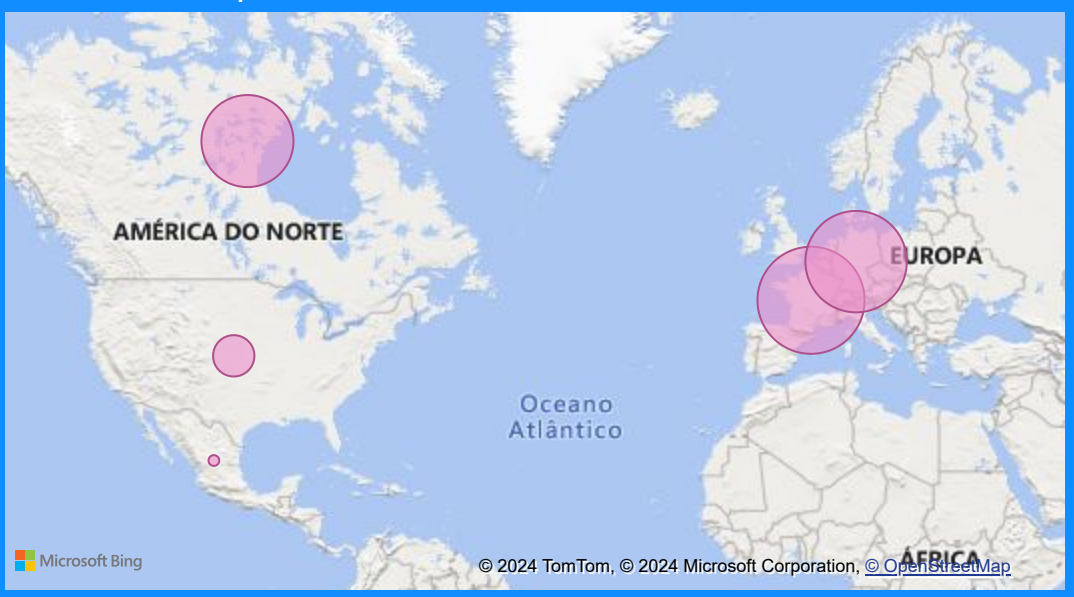 AMÉRICA DO NORTE
EUROPA
Oceano
Atlântico
ÁFRICA
Microsoft Bing
© 2024 TomTom, © 2024 Microsoft Corporation, © OpenStreetMap